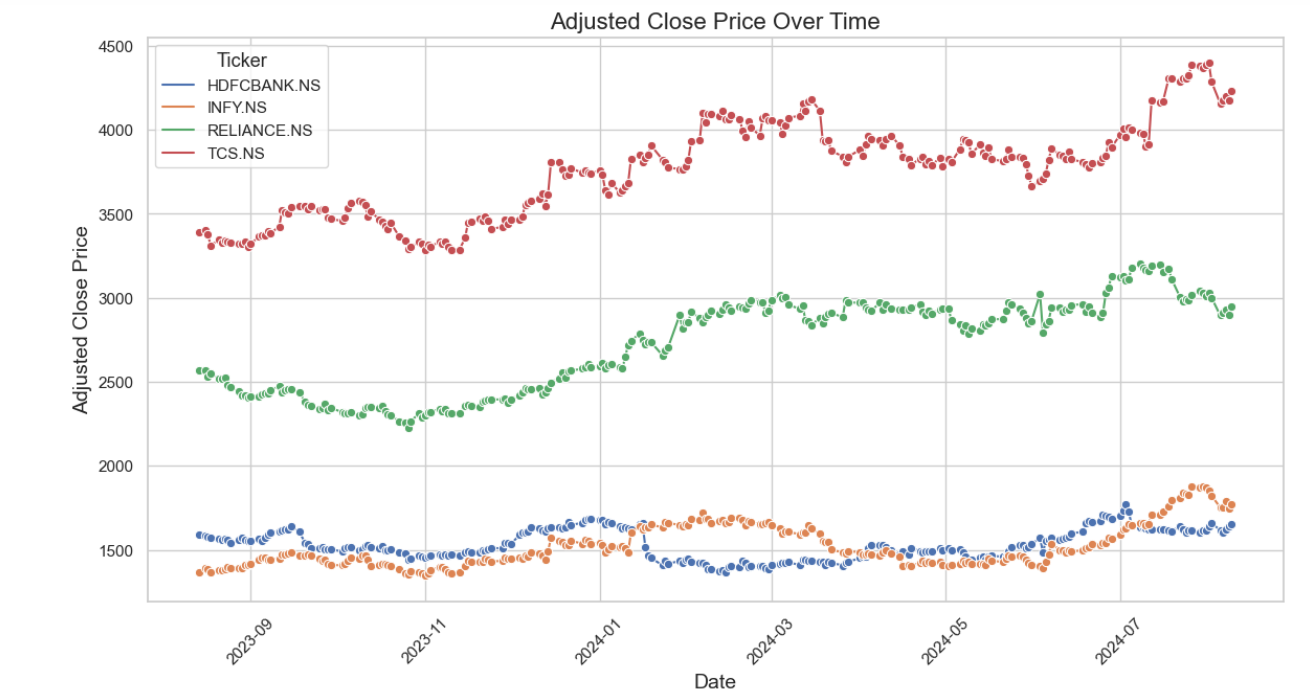 Adjusted Close Price Over Time
Ticker
HDFCBANK.NS
INFY.NS
RELIANCE.NS
TCS.NS
Adjusted Close Price
4500
4000
3500
3000
2500
2000
1500
2023-09
2023-11
2024-01
2024-03
2024-05
2024-07
Date